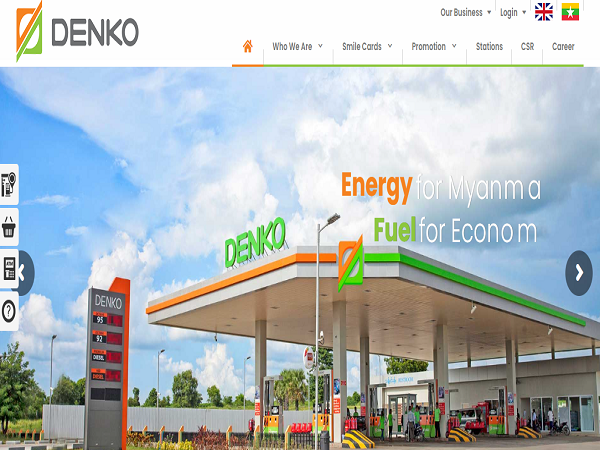 DENKO
Our Business Login
Who We Are Smile Cards Promotion Stations CSR Career
Energy for Myanma
Fuel for Econom
DENKO
DENKO
95
92
DIESEL
DIESEL